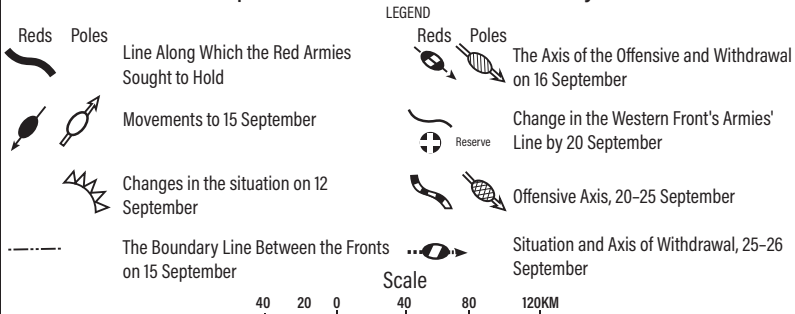 LEGEND
Reds Poles
Line Along Which the Red Armies
Sought to Hold
Movements to 15 September
Changes in the situation on 12
September
The Boundary Line Between the Fronts
on 15 September
Reds Poles
The Axis of the Offensive and Withdrawal
on 16 September
Change in the Western Front's Armies'
Reserve Line by 20 September
Offensive Axis, 20–25 September
Situation and Axis of Withdrawal, 25–26
September
Scale
40 20 0 40 80 120KM